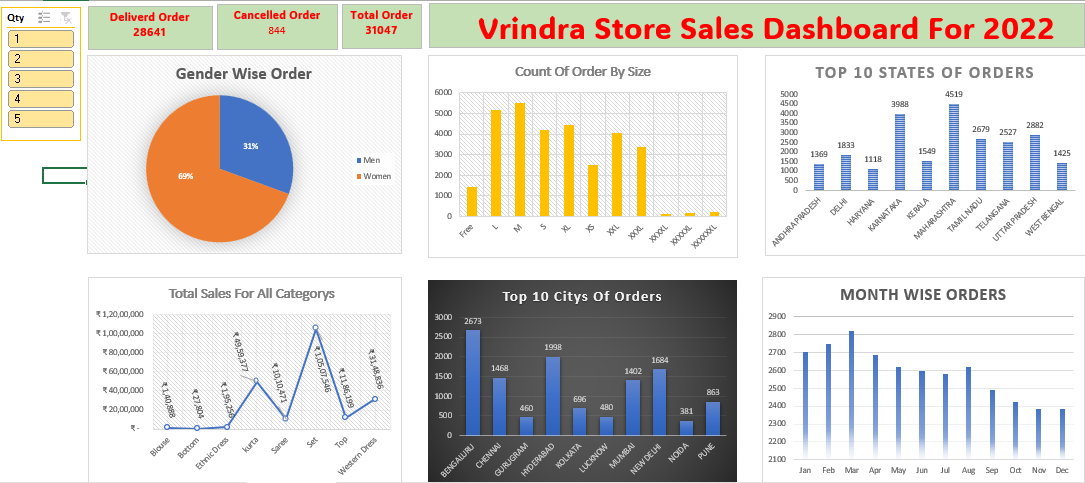 Qty
1
2
3
4
5
Deliverd Order
28641
Cancelled Order
844
Total Order
31047
Vrindra Store Sales Dashboard For 2022
Gender Wise Order
31%
69%
Men
Women
Count Of Order By Size
6000
5000
4000
3000
2000
1000
0
Free
L
M
S
XL
XS
XXL
XXXL
XXXXL
XXXXXL
XXXXXXL
TOP 10 STATES OF ORDERS
5000
4500
4000
3500
3000
2500
2000
1500
1000
500
0
1369
1833
1118
3988
1549
4519
2679
2527
2882
1425
ANDHRA PRADESH
DELHI
HARYANA
KARNATAKA
KERALA
MAHARASHTRA
TAMIL NADU
TELANGANA
UTTAR PRADESH
WEST BENGAL
Total Sales For All Categorys
₹ 1,20,00,000
₹ 1,00,00,000
₹ 80,00,000
₹ 60,00,000
₹ 40,00,000
₹ 20,00,000
₹ -
₹ 1,40,888
₹ 27,804
₹ 1,95,256
₹ 49,59,377
₹ 10,10,471
₹ 1,05,07,546
₹ 11,86,199
₹ 31,48,836
Blouse
Bottom
Ethnic Dress
kurta
Saree
Set
Top
Western Dress
Top 10 Citys Of Orders
3000
2500
2000
1500
1000
500
0
2673
1468
460
1998
696
480
1402
1684
381
863
BENGALURU
CHENNAI
GURUGRAM
HYDERABAD
KOLKATA
LUCKNOW
MUMBAI
NEW DELHI
NOIDA
PUNE
MONTH WISE ORDERS
2900
2800
2700
2600
2500
2400
2300
2200
2100
Jan
Feb
Mar
Apr
May
Jun
Jul
Aug
Sep
Oct
Nov
Dec